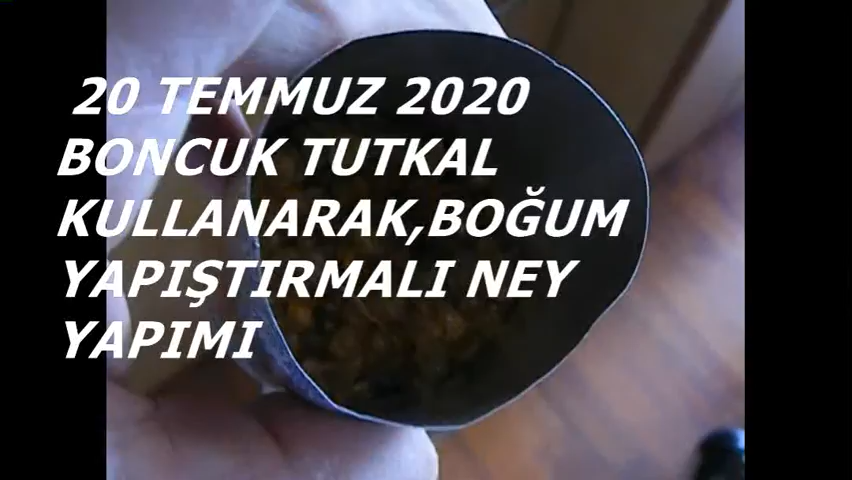 20 TEMMUZ 2020
BONCUK TUTKAL
KULLANARAK,BOĞUM
YAPIŞTIRMALI NEY
YAPIMI